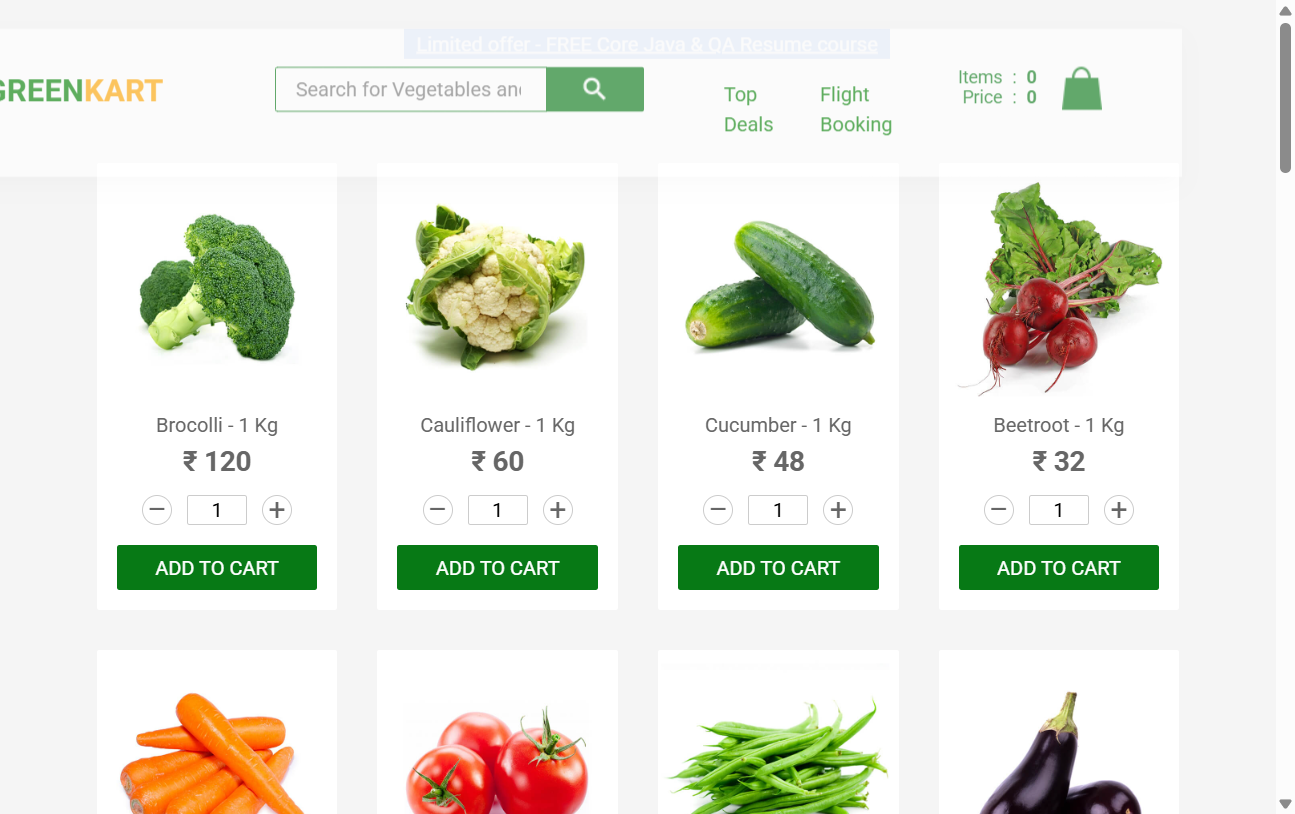 Limited offer - FREE Core Java & QA Resume course
GREENKART
Search for Vegetables and
Top Deals
Flight Booking
Items : 0
Price : 0
Brocolli - 1 Kg
₹ 120
− 1 +
ADD TO CART
Cauliflower - 1 Kg
₹ 60
− 1 +
ADD TO CART
Cucumber - 1 Kg
₹ 48
− 1 +
ADD TO CART
Beetroot - 1 Kg
₹ 32
− 1 +
ADD TO CART